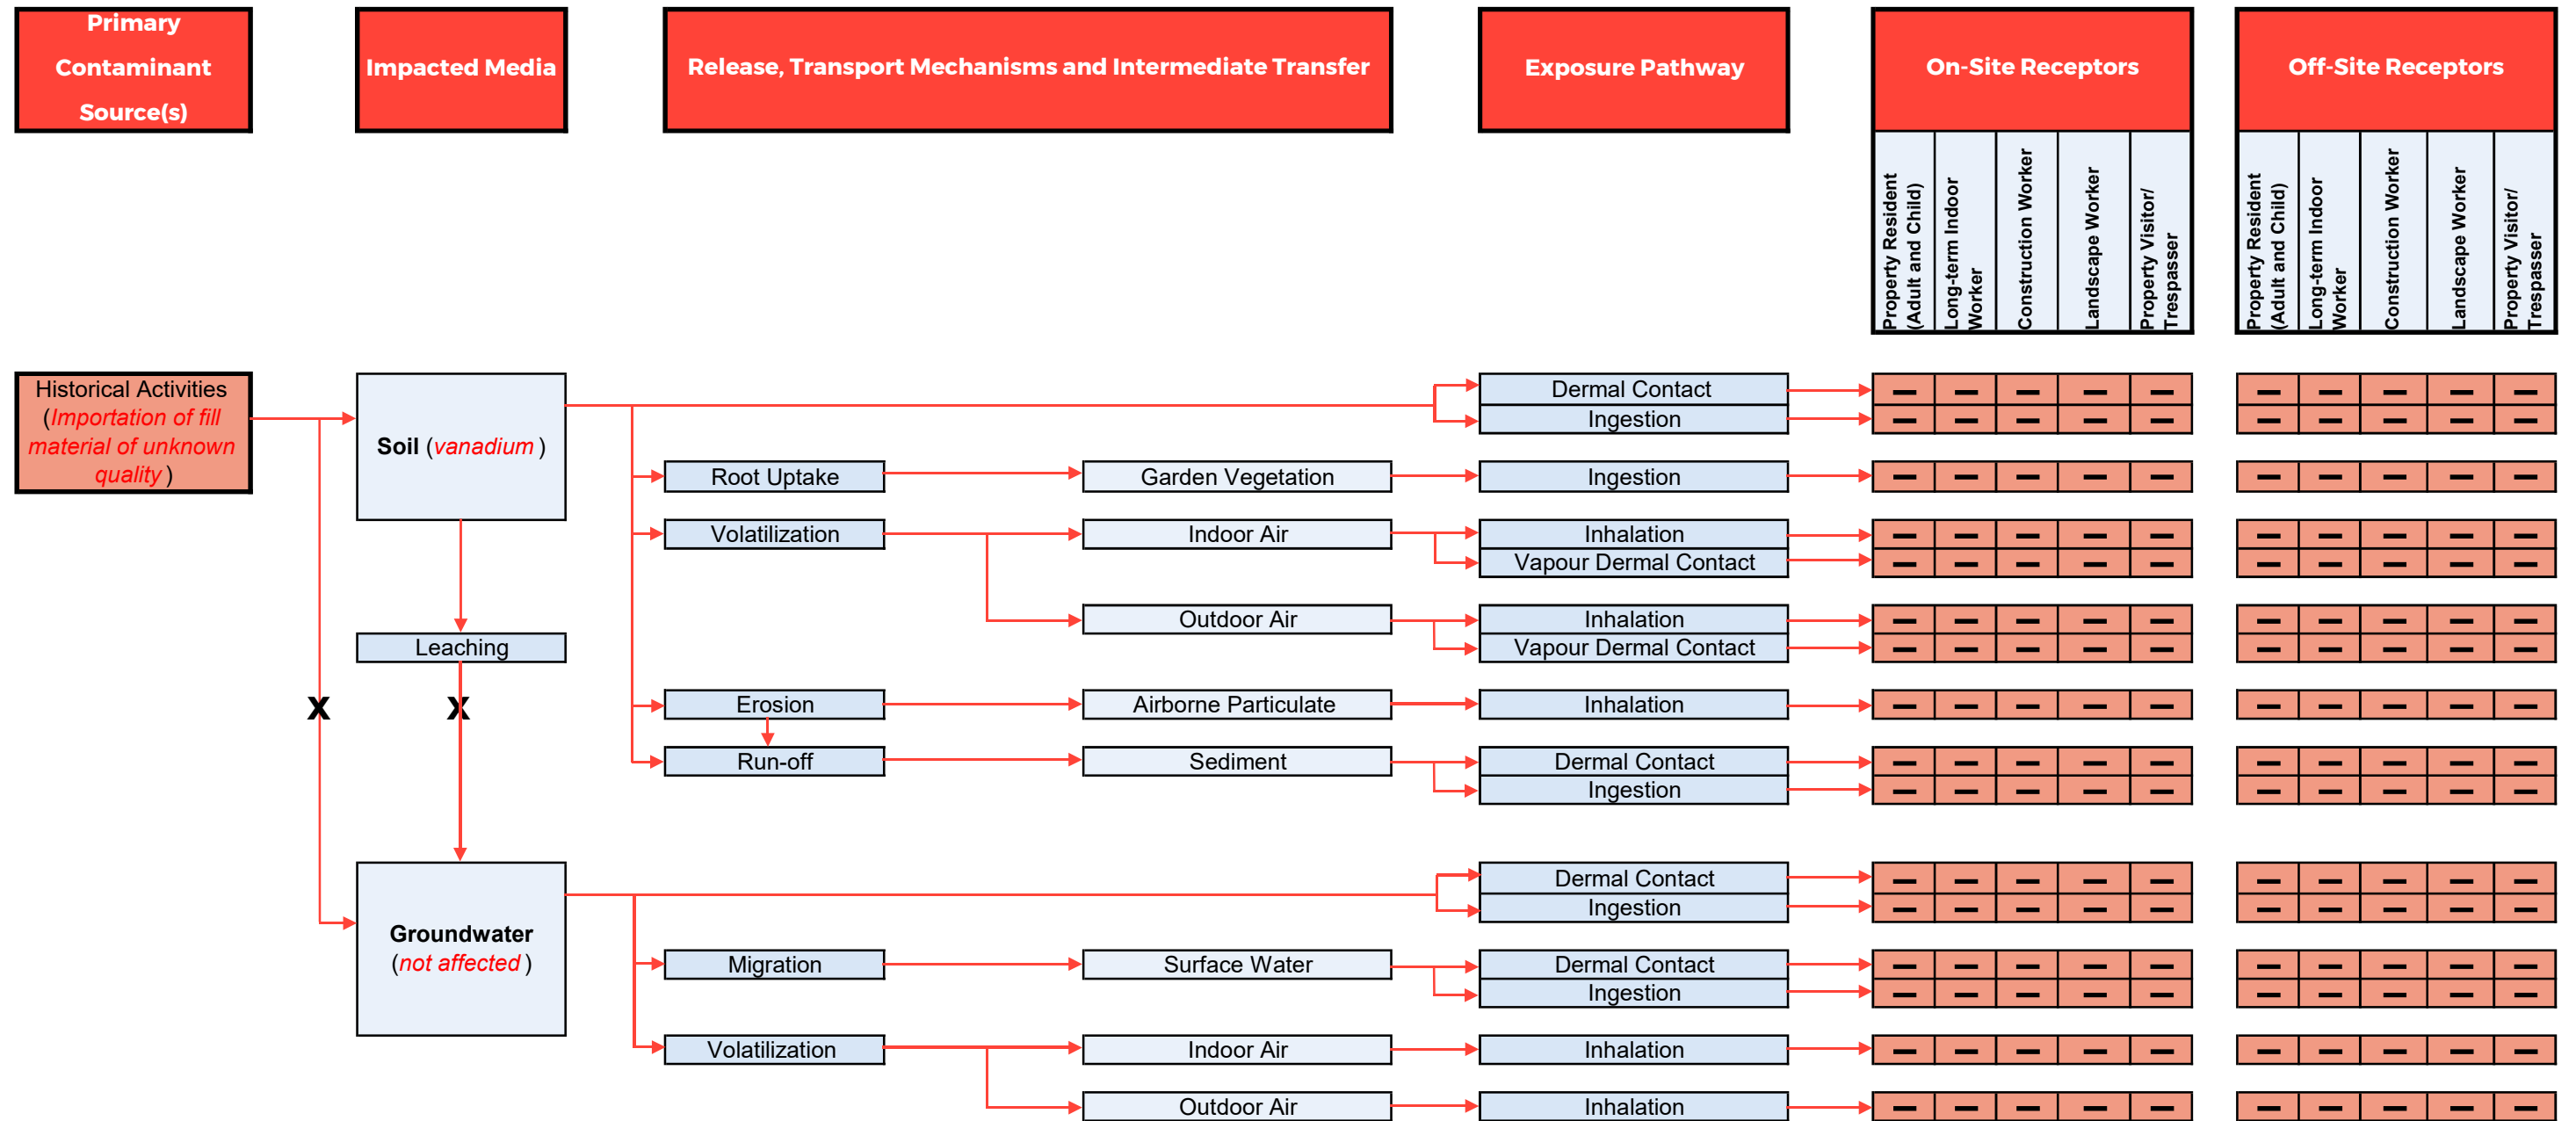 Primary
Contaminant
Source(s)
Impacted Media
Release, Transport Mechanisms and Intermediate Transfer
Exposure Pathway
On-Site Receptors
Off-Site Receptors
Property Resident
(Adult and Child)
Long-term Indoor
Worker
Construction Worker
Landscape Worker
Property Visitor/
Trespasser
Property Resident
(Adult and Child)
Long-term Indoor
Worker
Construction Worker
Landscape Worker
Property Visitor/
Trespasser
Historical Activities
(Importation of fill
material of unknown
quality)
Soil (vanadium)
Dermal Contact
— — — — — — — — — —
Ingestion
— — — — — — — — — —
Root Uptake
Garden Vegetation
Ingestion
— — — — — — — — — —
Volatilization
Indoor Air
Inhalation
— — — — — — — — — —
Vapour Dermal Contact
— — — — — — — — — —
Outdoor Air
Inhalation
— — — — — — — — — —
Leaching
Vapour Dermal Contact
— — — — — — — — — —
X
X
Erosion
Airborne Particulate
Inhalation
— — — — — — — — — —
Run-off
Sediment
Dermal Contact
— — — — — — — — — —
Ingestion
— — — — — — — — — —
Groundwater
(not affected)
Dermal Contact
— — — — — — — — — —
Ingestion
— — — — — — — — — —
Migration
Surface Water
Dermal Contact
— — — — — — — — — —
Ingestion
— — — — — — — — — —
Volatilization
Indoor Air
Inhalation
— — — — — — — — — —
Outdoor Air
Inhalation
— — — — — — — — — —